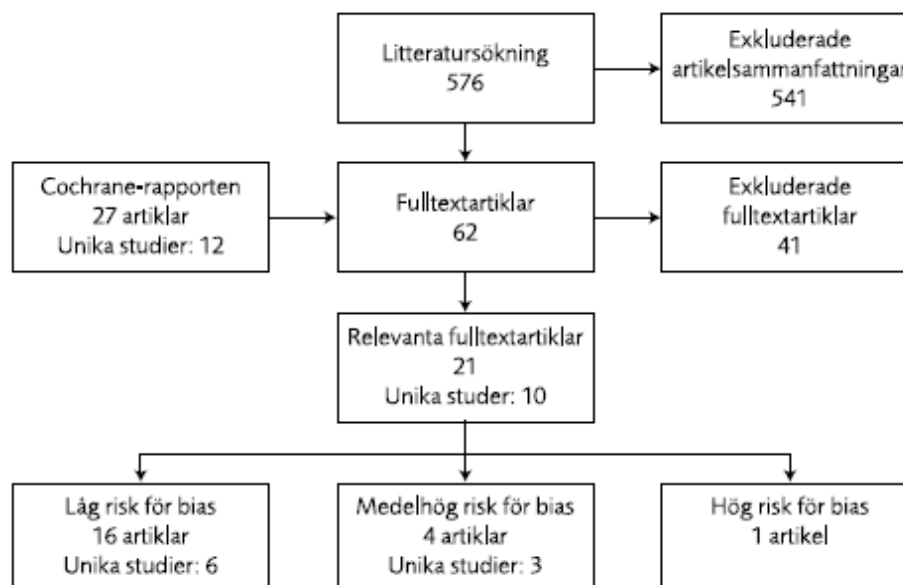 Litteratursökning
576
Exkluderade
artikelsammanfattningar
541
Cochrane-rapporten
27 artiklar
Unika studier: 12
Fulltextartiklar
62
Exkluderade
fulltextartiklar
41
Relevanta fulltextartiklar
21
Unika studer: 10
Låg risk för bias
16 artiklar
Unika studier: 6
Medelhög risk för bias
4 artiklar
Unika studier: 3
Hög risk för bias
1 artikel